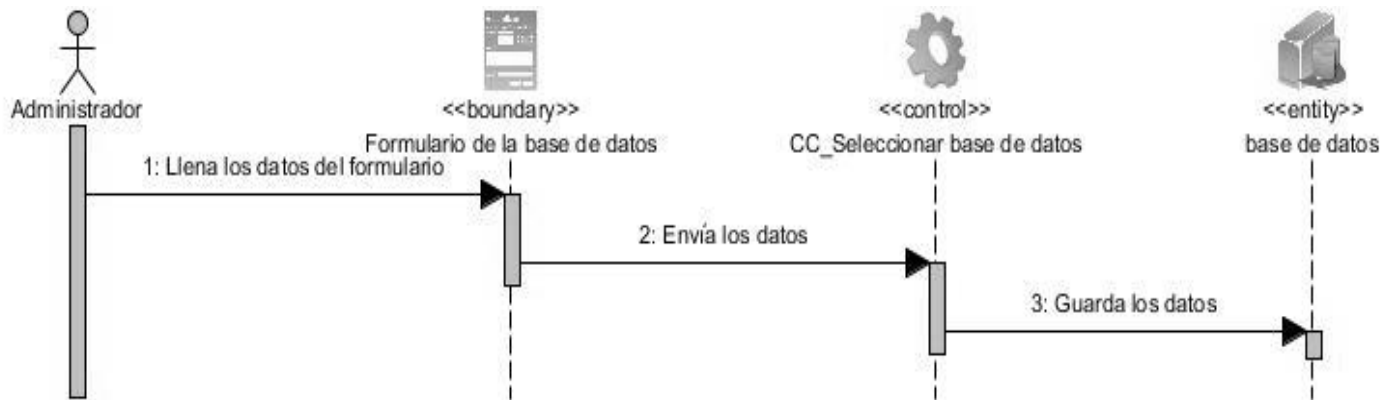 Administrador
<<boundary>>
Formulario de la base de datos
<<control>>
CC_Seleccionar base de datos
<<entity>>
base de datos
1: Llena los datos del formulario
2: Envía los datos
3: Guarda los datos